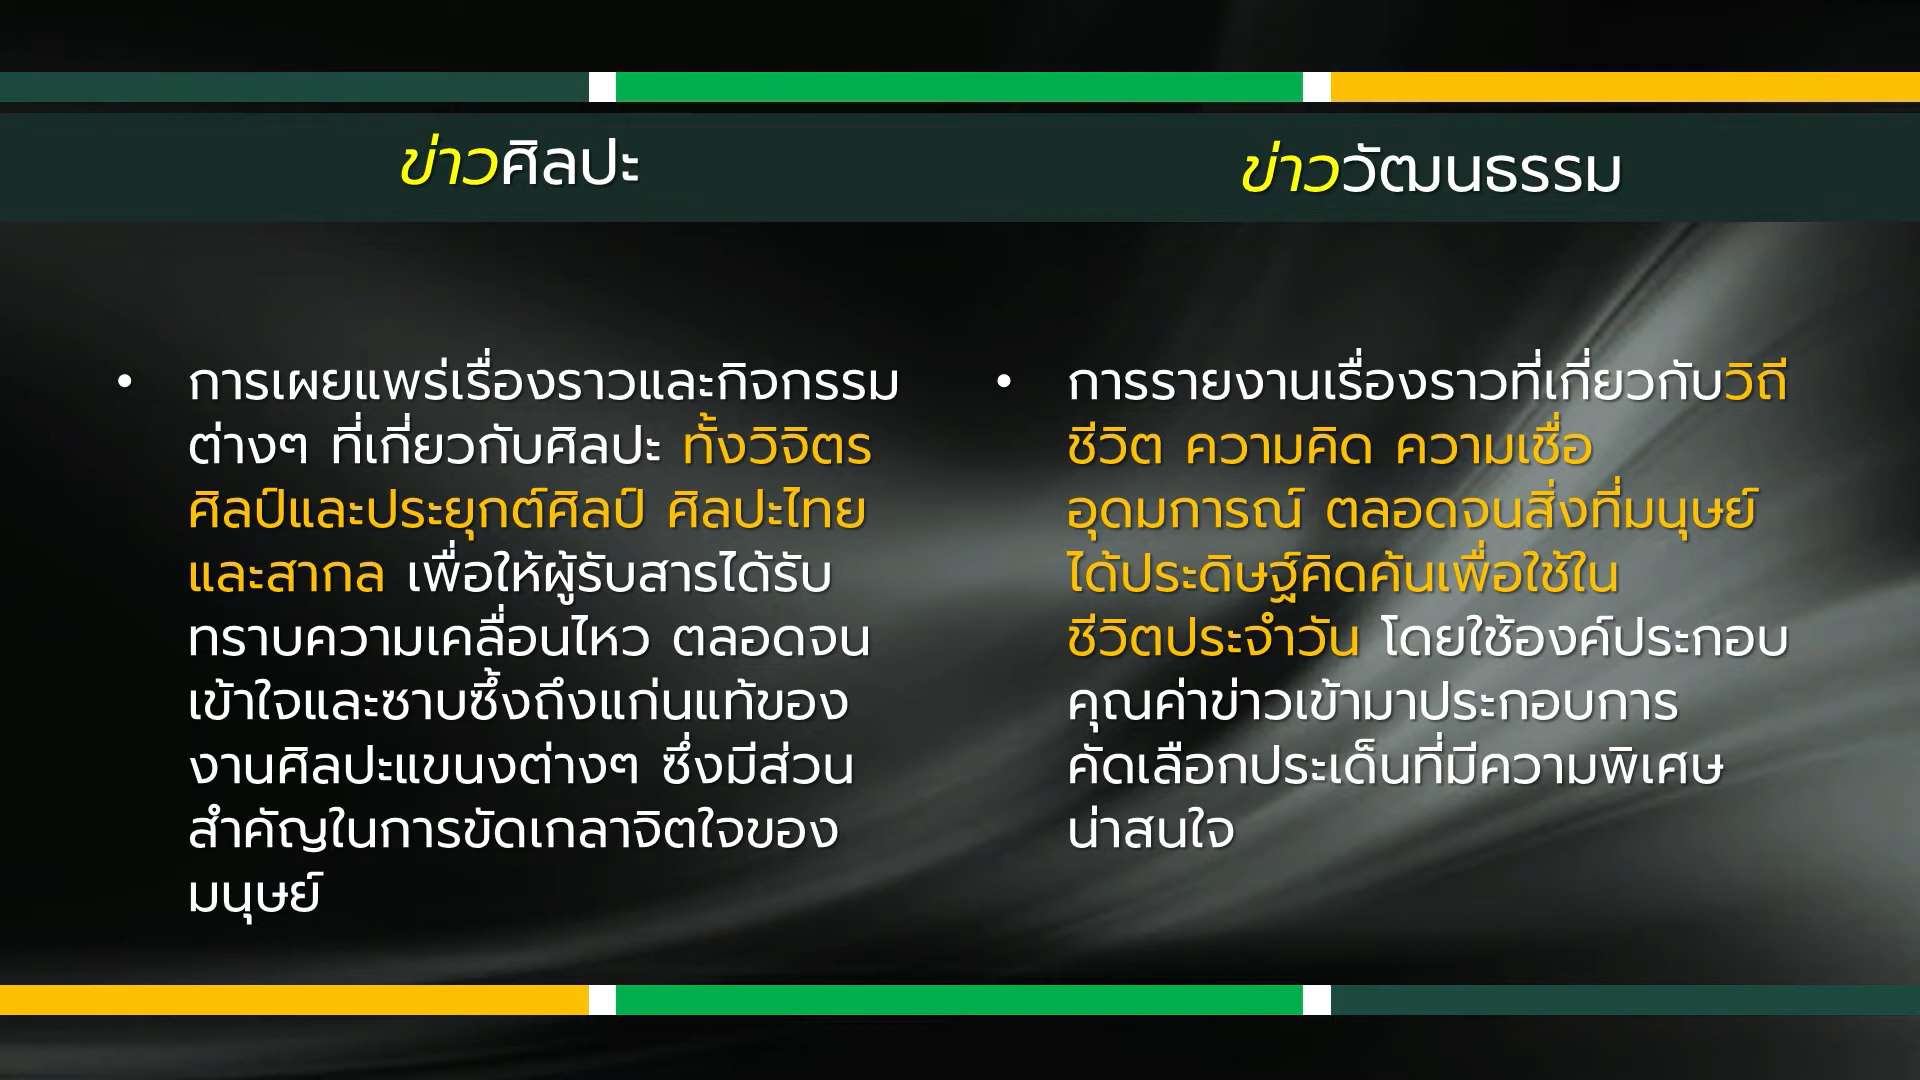 ข่าวศิลปะ
• การเผยแพร่เรื่องราวและกิจกรรม
ต่างๆ ที่เกี่ยวกับศิลปะ ทั้งวิจิตร
ศิลป์และประยุกต์ศิลป์ ศิลปะไทย
และสากล เพื่อให้ผู้รับสารได้รับ
ทราบความเคลื่อนไหว ตลอดจน
เข้าใจและซาบซึ้งถึงแก่นแท้ของ
งานศิลปะแขนงต่างๆ ซึ่งมีส่วน
สำคัญในการขัดเกลาจิตใจของ
มนุษย์
ข่าววัฒนธรรม
• การรายงานเรื่องราวที่เกี่ยวกับวิถี
ชีวิต ความคิด ความเชื่อ
อุดมการณ์ ตลอดจนสิ่งที่มนุษย์
ได้ประดิษฐ์คิดค้นเพื่อใช้ใน
ชีวิตประจำวัน โดยใช้องค์ประกอบ
คุณค่าข่าวเข้ามาประกอบการ
คัดเลือกประเด็นที่มีความพิเศษ
น่าสนใจ